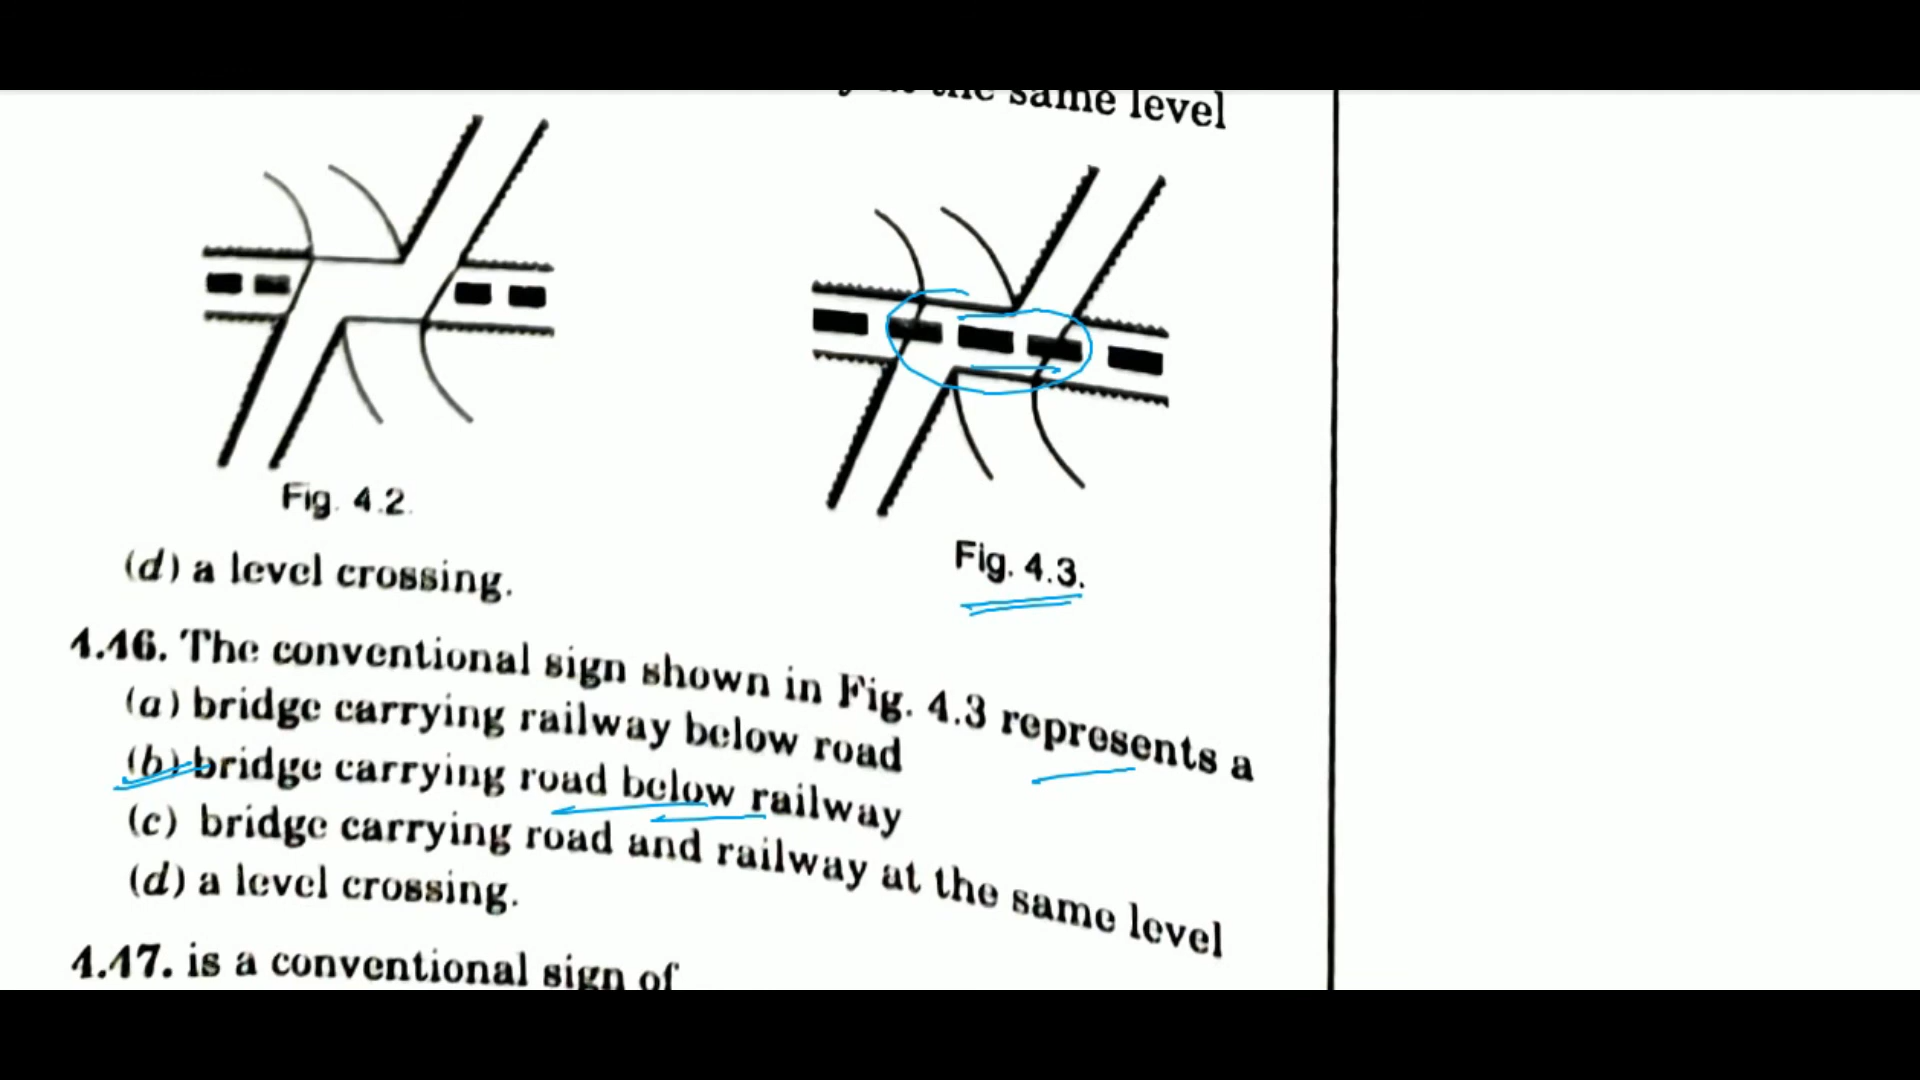 the same level
Fig. 4.2.
Fig. 4.3.
(d) a level crossing.
4.46. The conventional sign shown in Fig. 4.3 represents a
(a) bridge carrying railway below road
(b) bridge carrying road below railway
(c) bridge carrying road and railway at the same level
(d) a level crossing.
4.47. is a conventional sign of